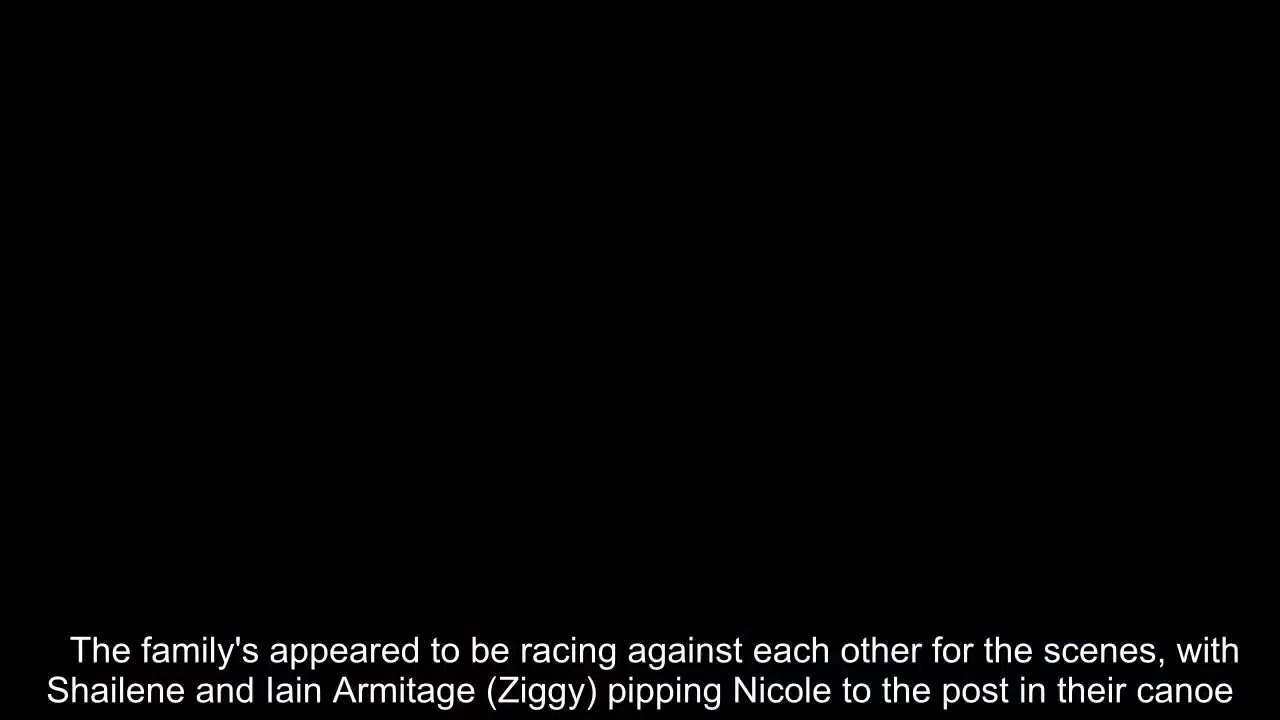 The family's appeared to be racing against each other for the scenes, with
Shailene and Iain Armitage (Ziggy) pipping Nicole to the post in their canoe